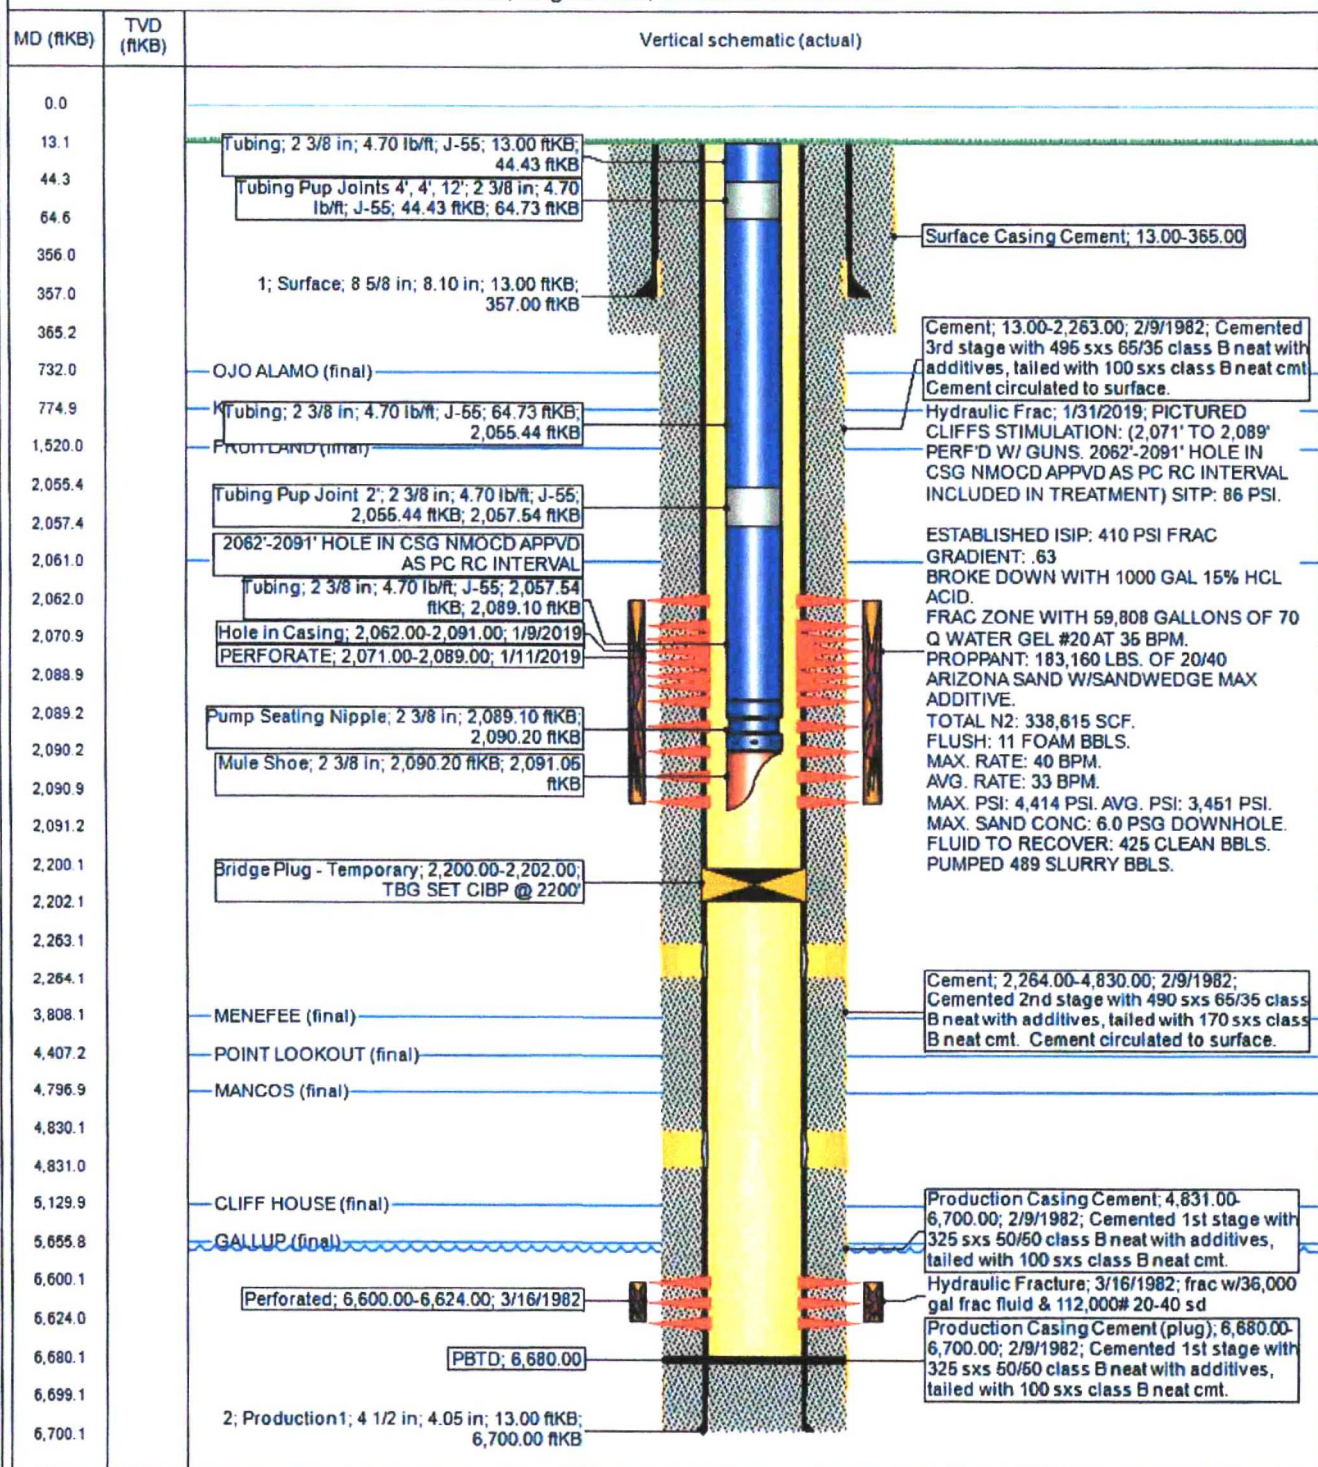 MD (ftKB)
TVD
(ftKB)
Vertical schematic (actual)
0.0
13.1
44.3
64.6
356.0
357.0
365.2
732.0
774.9
1,520.0
2,055.4
2,057.4
2,061.0
2,062.0
2,070.9
2,088.9
2,089.2
2,090.2
2,090.9
2,091.2
2,200.1
2,202.1
2,263.1
2,264.1
3,808.1
4,407.2
4,796.9
4,830.1
4,831.0
5,129.9
5,655.8
6,600.1
6,624.0
6,680.1
6,699.1
6,700.1
Tubing; 2 3/8 in; 4.70 lb/ft; J-55; 13.00 ftKB;
44.43 ftKB
Tubing Pup Joints 4', 4', 12'; 2 3/8 in; 4.70
lb/ft; J-55; 44.43 ftKB; 64.73 ftKB
1; Surface; 8 5/8 in; 8.10 in; 13.00 ftKB;
357.00 ftKB
OJO ALAMO (final)
Tubing; 2 3/8 in; 4.70 lb/ft; J-55; 64.73 ftKB;
2,055.44 ftKB
FRUITLAND (final)
Tubing Pup Joint 2'; 2 3/8 in; 4.70 lb/ft; J-55;
2,055.44 ftKB; 2,057.54 ftKB
2062'-2091' HOLE IN CSG NMOCD APPVD
AS PC RC INTERVAL
Tubing; 2 3/8 in; 4.70 lb/ft; J-55; 2,057.54
ftKB; 2,089.10 ftKB
Hole in Casing; 2,062.00-2,091.00; 1/9/2019
PERFORATE; 2,071.00-2,089.00; 1/11/2019
Pump Seating Nipple; 2 3/8 in; 2,089.10 ftKB;
2,090.20 ftKB
Mule Shoe; 2 3/8 in; 2,090.20 ftKB; 2,091.05
ftKB
Bridge Plug - Temporary; 2,200.00-2,202.00;
TBG SET CIBP @ 2200'
MENEFEE (final)
POINT LOOKOUT (final)
MANCOS (final)
CLIFF HOUSE (final)
GALLUP (final)
Perforated; 6,600.00-6,624.00; 3/16/1982
PBTD; 6,680.00
2; Production1; 4 1/2 in; 4.05 in; 13.00 ftKB;
6,700.00 ftKB
Surface Casing Cement; 13.00-365.00
Cement; 13.00-2,263.00; 2/9/1982; Cemented
3rd stage with 495 sxs 65/35 class B neat with
additives, tailed with 100 sxs class B neat cmt
Cement circulated to surface.
Hydraulic Frac; 1/31/2019; PICTURED
CLIFFS STIMULATION: (2,071' TO 2,089'
PERF'D W/ GUNS. 2062'-2091' HOLE IN
CSG NMOCD APPVD AS PC RC INTERVAL
INCLUDED IN TREATMENT) SITP: 86 PSI.
ESTABLISHED ISIP: 410 PSI FRAC
GRADIENT: .63
BROKE DOWN WITH 1000 GAL 15% HCL
ACID.
FRAC ZONE WITH 59,808 GALLONS OF 70
Q WATER GEL #20 AT 35 BPM.
PROPPANT: 183,160 LBS. OF 20/40
ARIZONA SAND W/SANDWEDGE MAX
ADDITIVE.
TOTAL N2: 338,615 SCF.
FLUSH: 11 FOAM BBLS.
MAX. RATE: 40 BPM.
AVG. RATE: 33 BPM.
MAX. PSI: 4,414 PSI. AVG. PSI: 3,451 PSI.
MAX. SAND CONC: 6.0 PSG DOWNHOLE.
FLUID TO RECOVER: 425 CLEAN BBLS.
PUMPED 489 SLURRY BBLS.
Cement; 2,264.00-4,830.00; 2/9/1982;
Cemented 2nd stage with 490 sxs 65/35 class
B neat with additives, tailed with 170 sxs class
B neat cmt. Cement circulated to surface.
Production Casing Cement; 4,831.00-
6,700.00; 2/9/1982; Cemented 1st stage with
325 sxs 50/50 class B neat with additives,
tailed with 100 sxs class B neat cmt.
Hydraulic Fracture; 3/16/1982; frac w/36,000
gal frac fluid & 112,000# 20-40 sd
Production Casing Cement (plug); 6,680.00-
6,700.00; 2/9/1982; Cemented 1st stage with
325 sxs 50/50 class B neat with additives,
tailed with 100 sxs class B neat cmt.